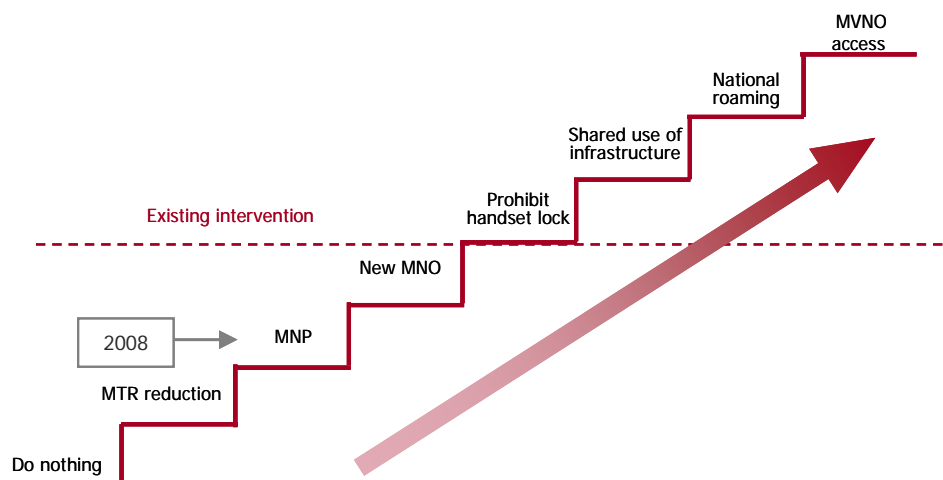 MVNO
access
National
roaming
Shared use of
infrastructure
Prohibit
handset lock
Existing intervention
New MNO
MNP
2008
MTR reduction
Do nothing